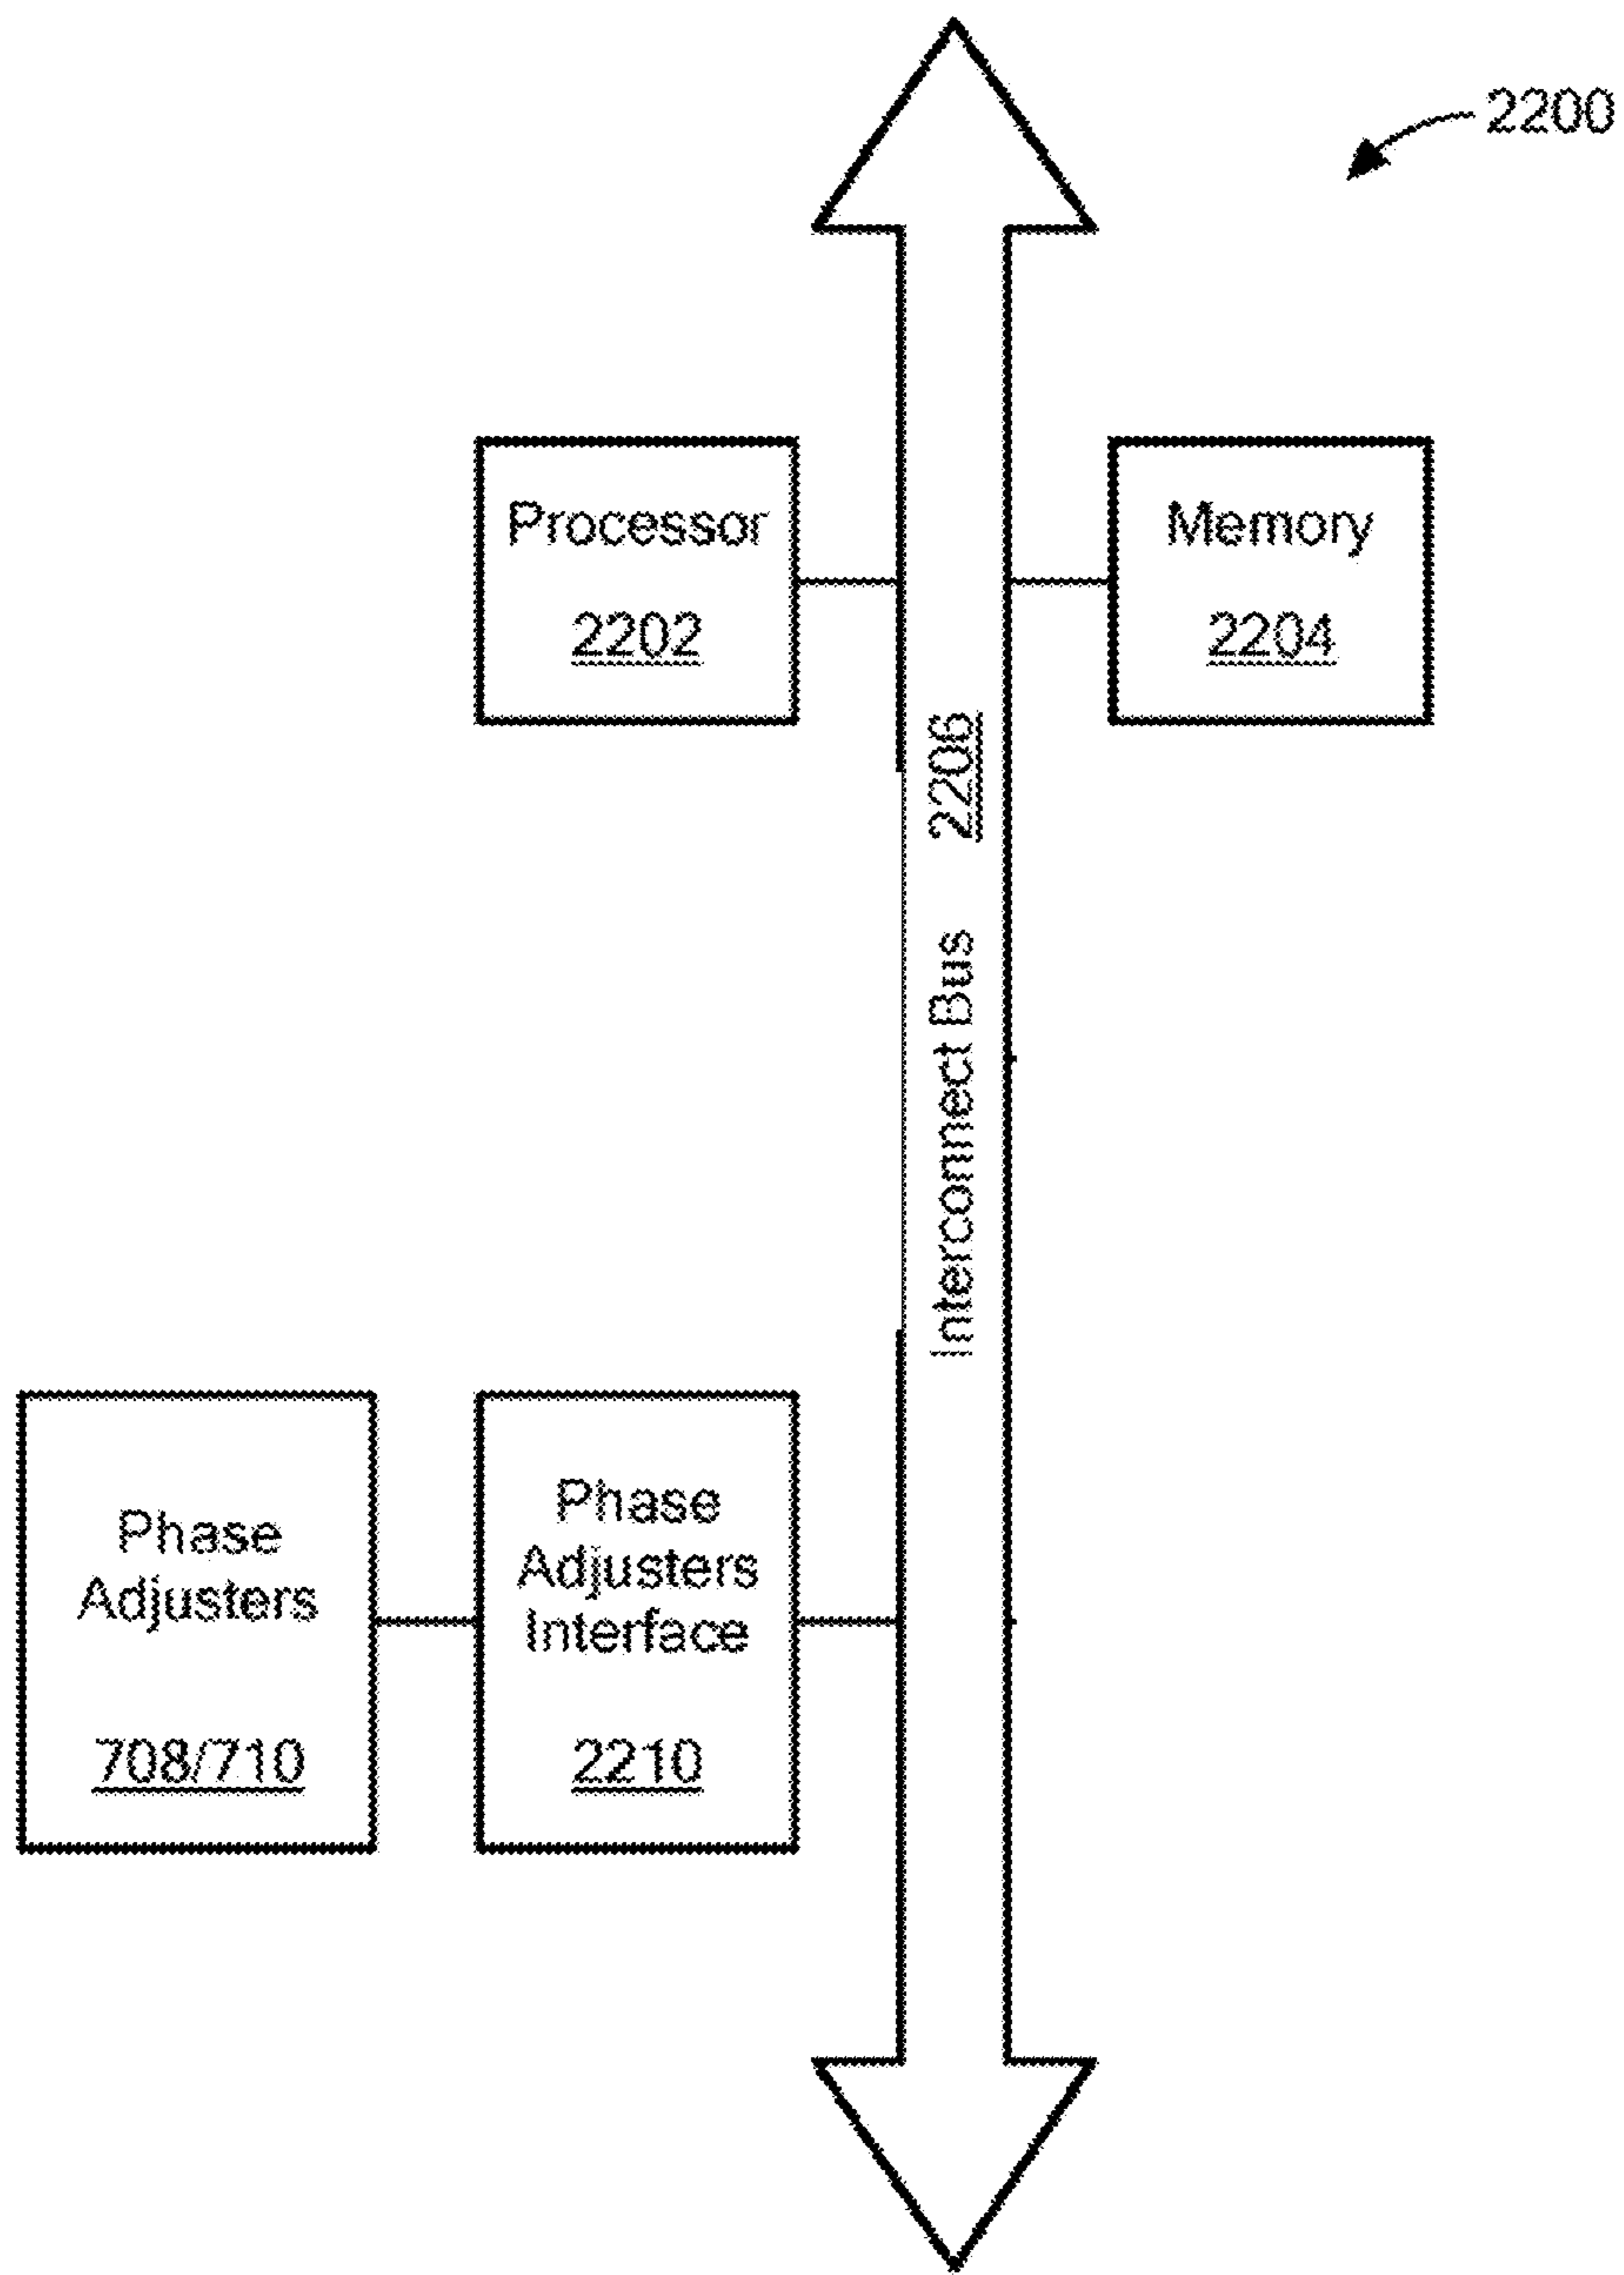 2200
Processor
2202
Memory
2204
Interconnect Bus 2206
Phase
Adjusters
708/710
Phase
Adjusters
Interface
2210